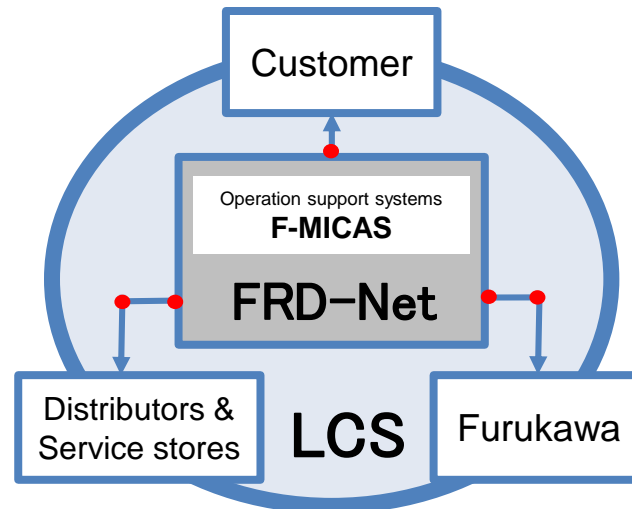 Customer
Operation support systems
F-MICAS
FRD-Net
Distributors &
Service stores
LCS
Furukawa